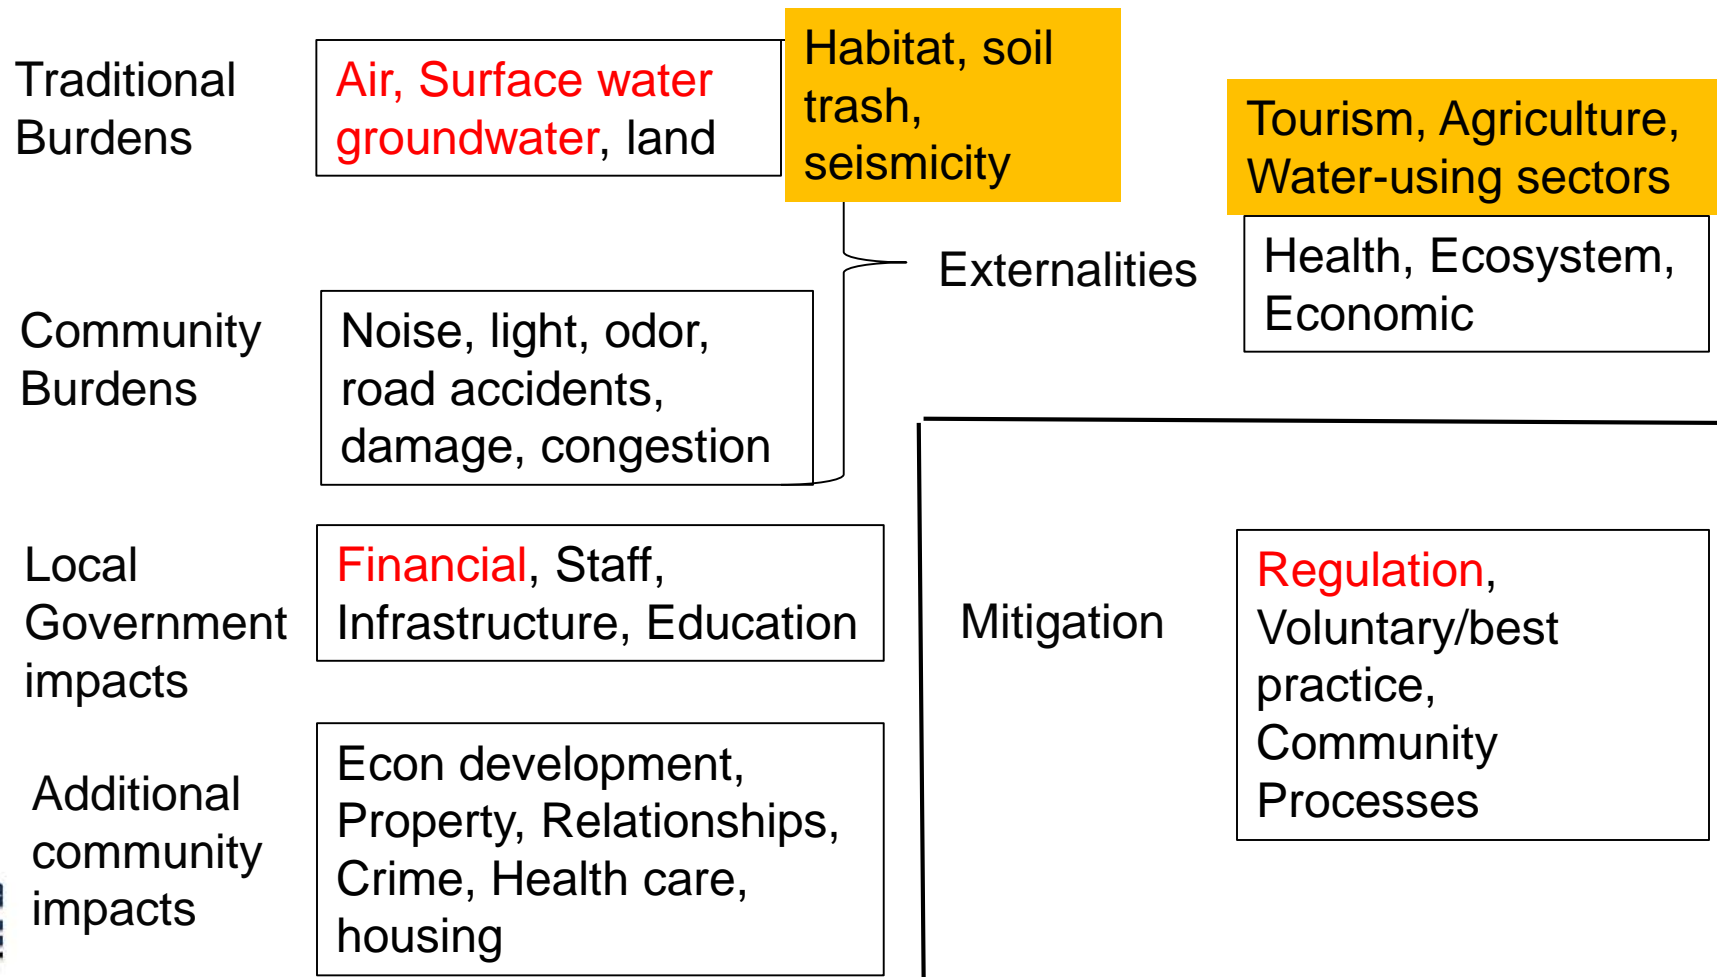 Traditional
Burdens
Air, Surface water
groundwater, land
Habitat, soil
trash,
seismicity
Tourism, Agriculture,
Water-using sectors
Externalities
Health, Ecosystem,
Economic
Community
Burdens
Noise, light, odor,
road accidents,
damage, congestion
Local
Government
impacts
Financial, Staff,
Infrastructure, Education
Mitigation
Regulation,
Voluntary/best
practice,
Community
Processes
Additional
community
impacts
Econ development,
Property, Relationships,
Crime, Health care,
housing